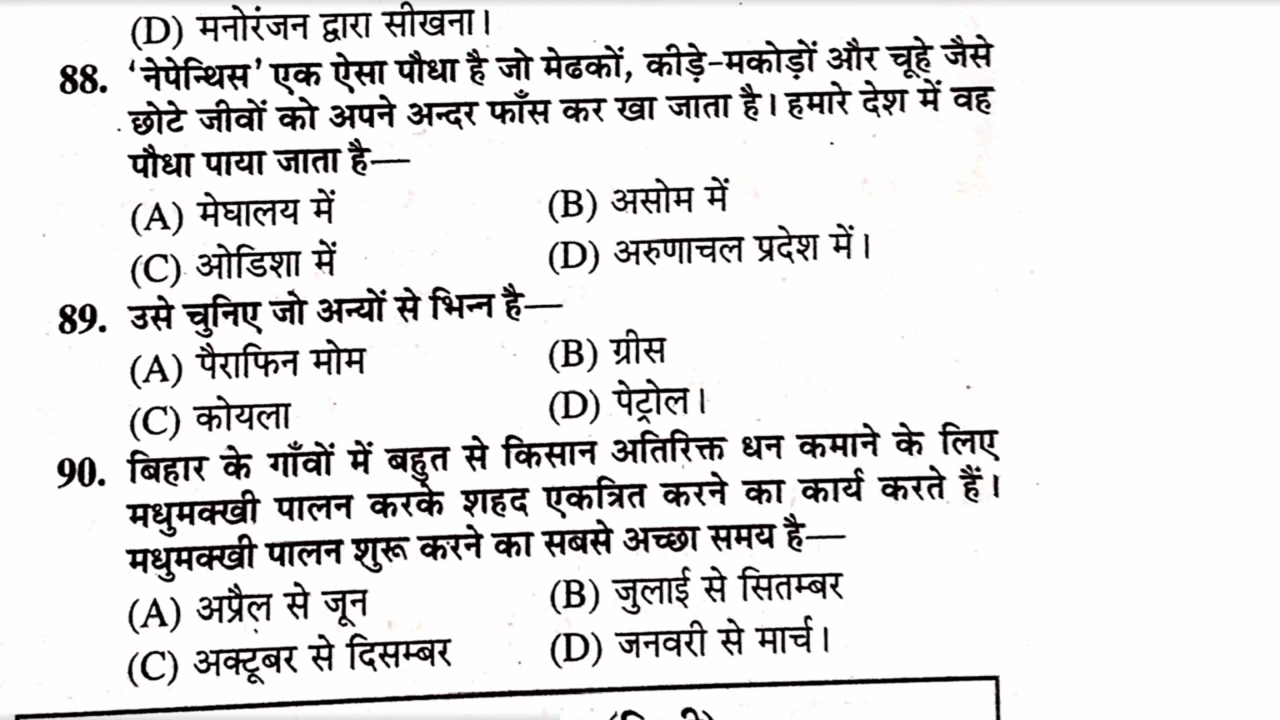 (D) मनोरंजन द्वारा सीखना।
88. 'नेपेन्थिस' एक ऐसा पौधा है जो मेढकों, कीड़े-मकोड़ों और चूहे जैसे
छोटे जीवों को अपने अन्दर फाँस कर खा जाता है। हमारे देश में वह
पौधा पाया जाता है—
(A) मेघालय में (B) असोम में
(C) ओडिशा में (D) अरुणाचल प्रदेश में।
89. उसे चुनिए जो अन्यों से भिन्न है—
(A) पैराफिन मोम (B) ग्रीस
(C) कोयला (D) पेट्रोल।
90. बिहार के गाँवों में बहुत से किसान अतिरिक्त धन कमाने के लिए
मधुमक्खी पालन करके शहद एकत्रित करने का कार्य करते हैं।
मधुमक्खी पालन शुरू करने का सबसे अच्छा समय है—
(A) अप्रैल से जून (B) जुलाई से सितम्बर
(C) अक्टूबर से दिसम्बर (D) जनवरी से मार्च।